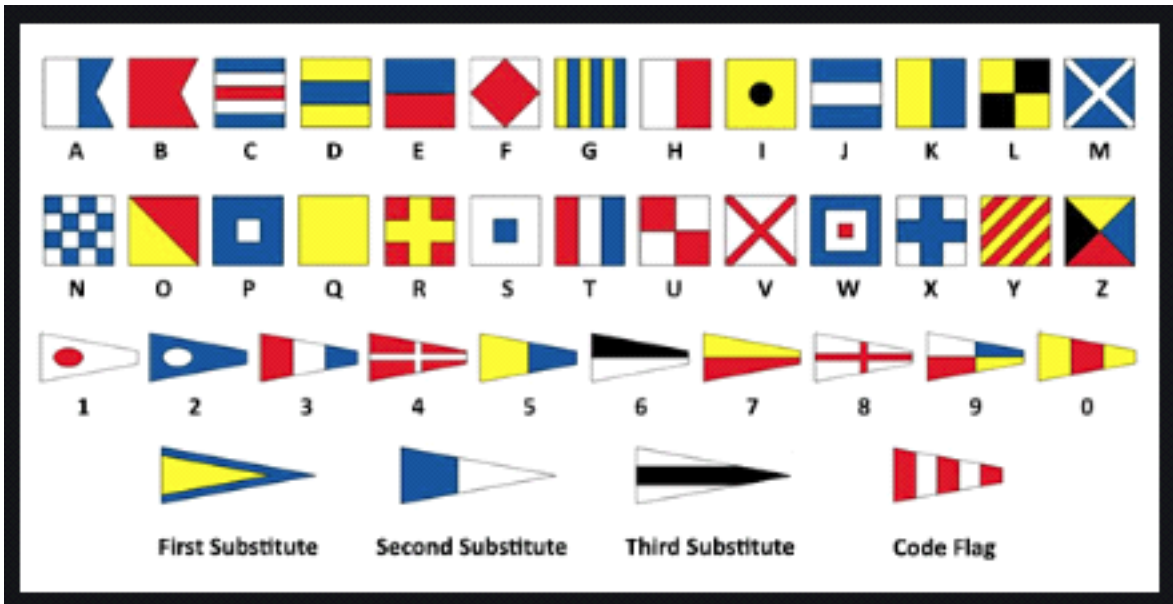 A B C D E F G H I J K L M
N O P Q R S T U V W X Y Z
1 2 3 4 5 6 7 8 9 0
First Substitute Second Substitute Third Substitute Code Flag